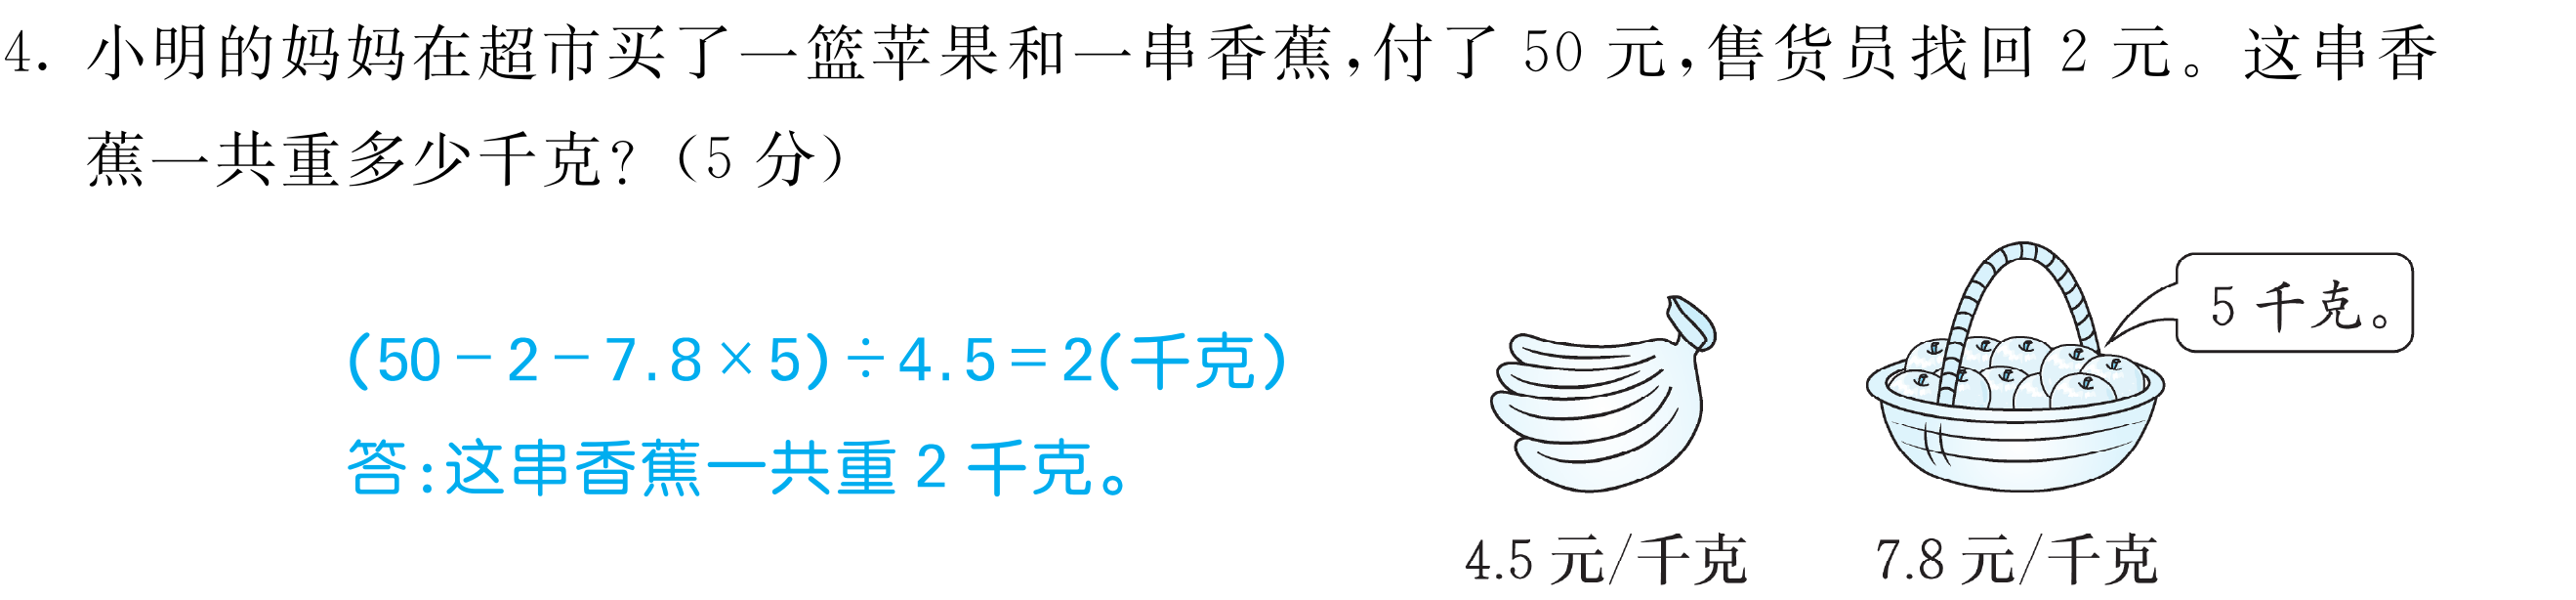 4. 小明的妈妈在超市买了一篮苹果和一串香蕉,付了 50 元,售货员找回 2 元。这串香
蕉一共重多少千克?(5 分)
5 千克。
(50-2-7.8×5)÷4.5=2(千克)
答:这串香蕉一共重 2 千克。
4.5 元/千克 7.8 元/千克